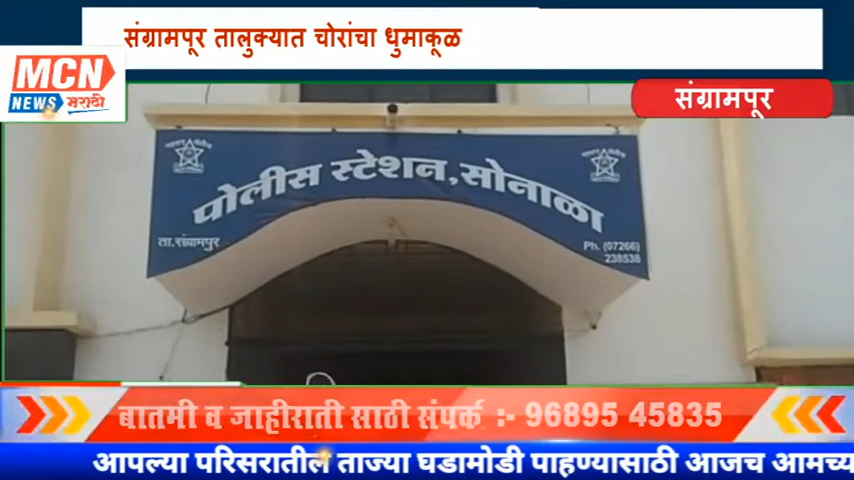 संग्रामपूर तालुक्यात चोरांचा धुमाकूळ
MCN
NEWS मराठी
संग्रामपूर
पोलीस स्टेशन, सोनाळा
ता. संग्रामपुर
Ph. (07266)
238538
बातमी व जाहीराती साठी संपर्क :- 96895 45835
आपल्या परिसरातील ताज्या घडामोडी पाहण्यासाठी आजच आमच्य